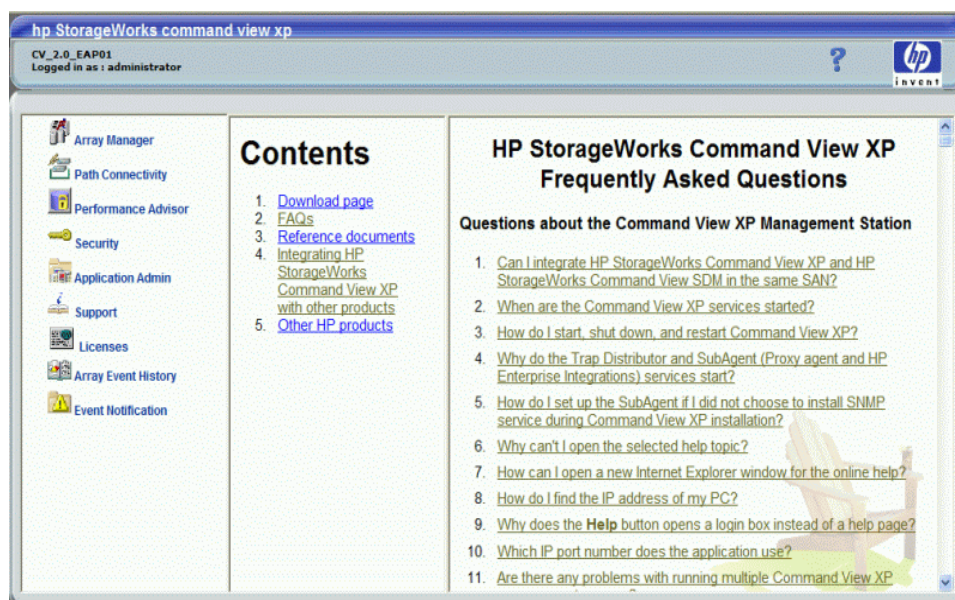 hp StorageWorks command view xp
CV_2.0_EAP01
Logged in as : administrator
?
hp
invent
Array Manager
Path Connectivity
Performance Advisor
Security
Application Admin
Support
Licenses
Array Event History
Event Notification
Contents
1. Download page
2. FAQs
3. Reference documents
4. Integrating HP
StorageWorks
Command View XP
with other products
5. Other HP products
HP StorageWorks Command View XP
Frequently Asked Questions
Questions about the Command View XP Management Station
1. Can I integrate HP StorageWorks Command View XP and HP
StorageWorks Command View SDM in the same SAN?
2. When are the Command View XP services started?
3. How do I start, shut down, and restart Command View XP?
4. Why do the Trap Distributor and SubAgent (Proxy agent and HP
Enterprise Integrations) services start?
5. How do I set up the SubAgent if I did not choose to install SNMP
service during Command View XP installation?
6. Why can't I open the selected help topic?
7. How can I open a new Internet Explorer window for the online help?
8. How do I find the IP address of my PC?
9. Why does the Help button opens a login box instead of a help page?
10. Which IP port number does the application use?
11. Are there any problems with running multiple Command View XP